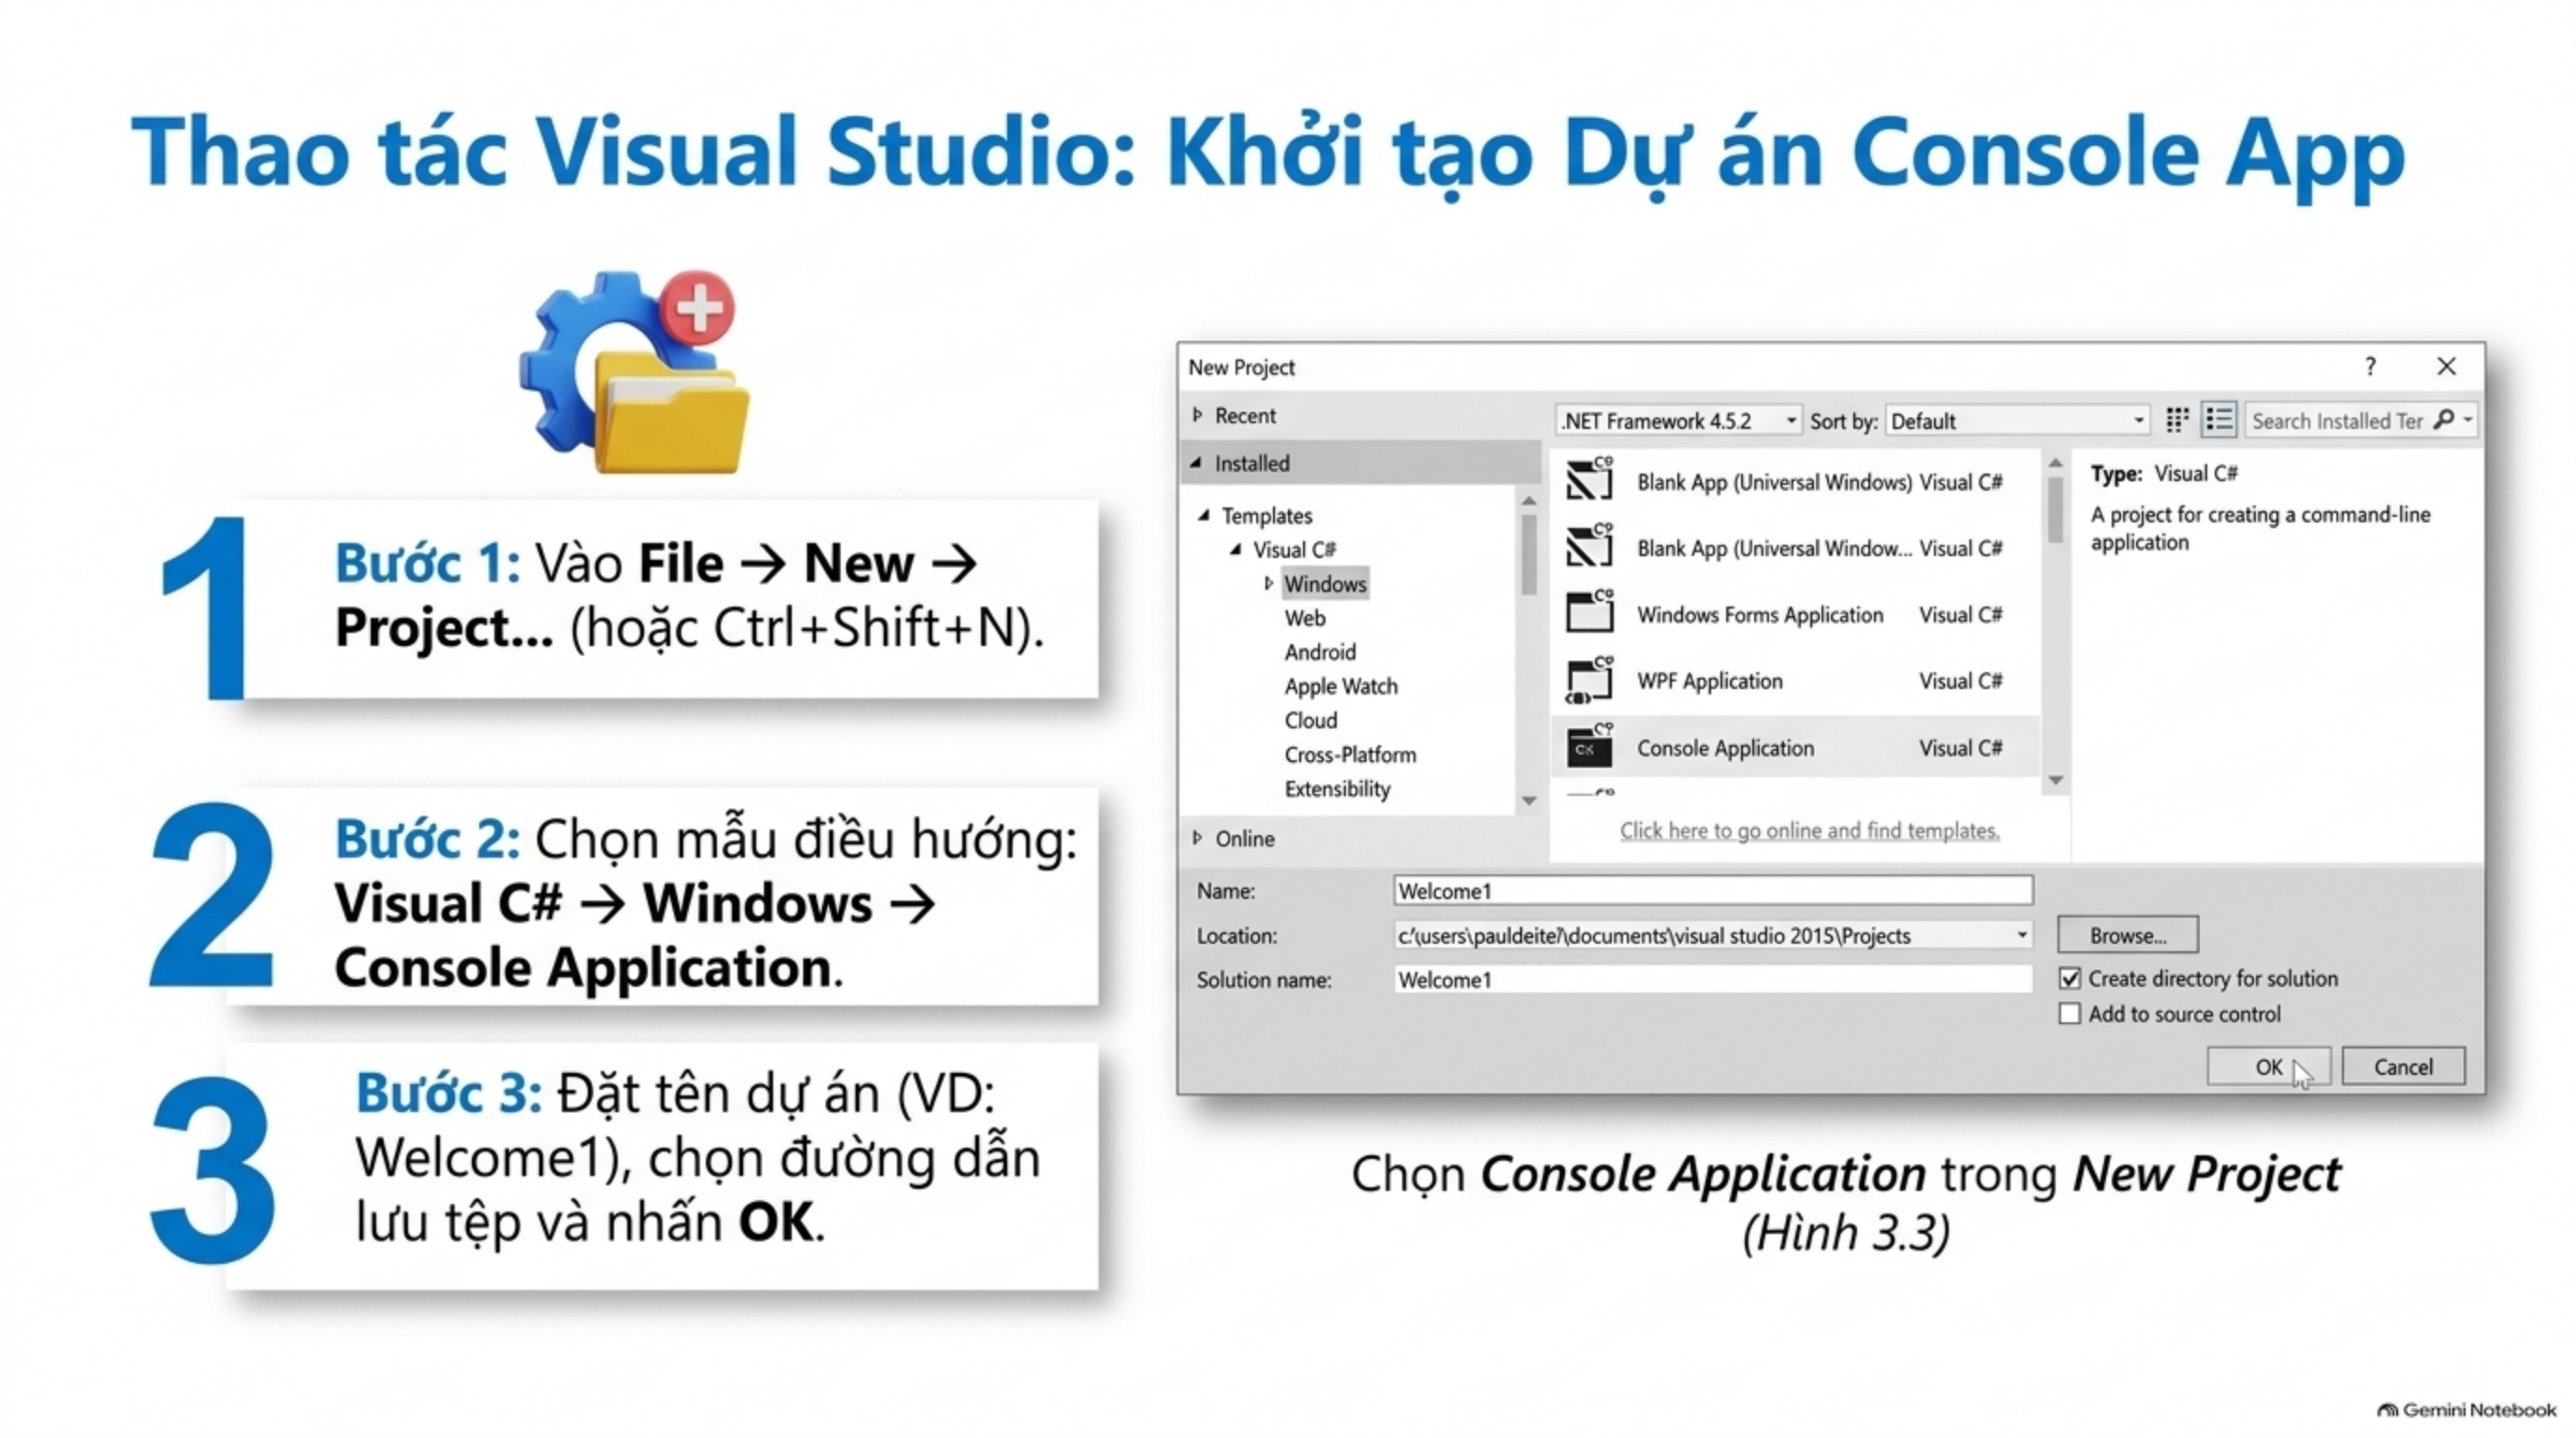 Thao tác Visual Studio: Khởi tạo Dự án Console App
1
Bước 1: Vào File → New →
Project... (hoặc Ctrl+Shift+N).
2
Bước 2: Chọn mẫu điều hướng:
Visual C# → Windows →
Console Application.
3
Bước 3: Đặt tên dự án (VD:
Welcome1), chọn đường dẫn
lưu tệp và nhấn OK.
New Project
?
Recent
.NET Framework 4.5.2
Sort by: Default
Search Installed Ter
Installed
Templates
Visual C#
Windows
Web
Android
Apple Watch
Cloud
Cross-Platform
Extensibility
Online
Blank App (Universal Windows) Visual C#
Blank App (Universal Window... Visual C#
Windows Forms Application Visual C#
WPF Application Visual C#
Console Application Visual C#
Click here to go online and find templates.
Type: Visual C#
A project for creating a command-line
application
Name: Welcome1
Location: c:\users\pauldeitel\documents\visual studio 2015\Projects
Browse...
Solution name: Welcome1
Create directory for solution
Add to source control
OK
Cancel
Chọn Console Application trong New Project
(Hình 3.3)
Gemini Notebook